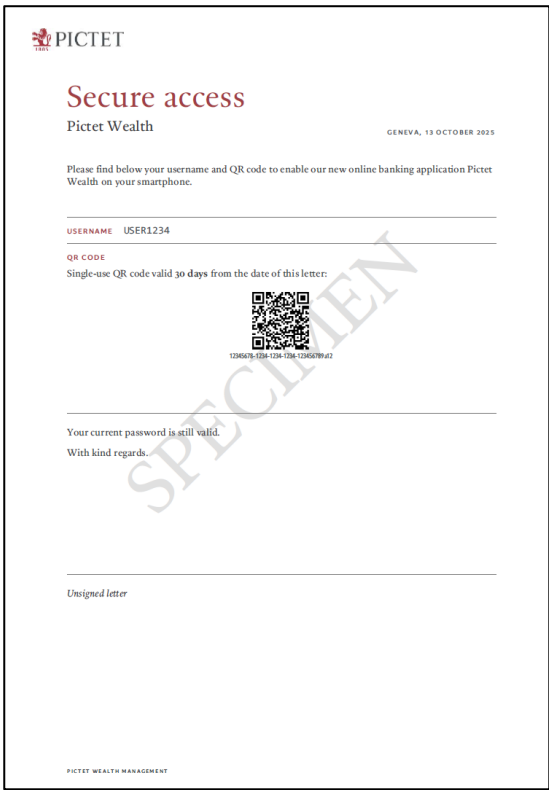 1805
PICTET
Secure access
Pictet Wealth
GENEVA, 13 OCTOBER 2025
Please find below your username and QR code to enable our new online banking application Pictet
Wealth on your smartphone.
USERNAME USER1234
QR CODE
Single-use QR code valid 30 days from the date of this letter:
12345678-1234-1234-1234-123456789a12
SPECIMEN
Your current password is still valid.
With kind regards.
Unsigned letter
PICTET WEALTH MANAGEMENT